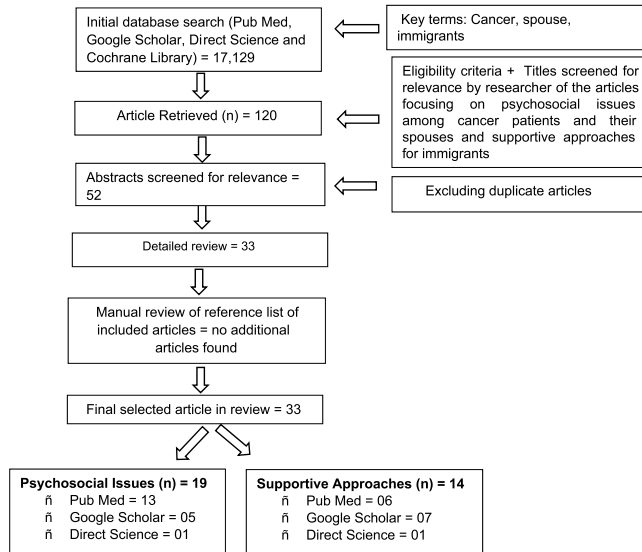 Initial database search (Pub Med,
Google Scholar, Direct Science and
Cochrane Library) = 17,129
Key terms: Cancer, spouse,
immigrants
Eligibility criteria + Titles screened for
relevance by researcher of the articles
focusing on psychosocial issues
among cancer patients and their
spouses and supportive approaches
for immigrants
Article Retrieved (n) = 120
Abstracts screened for relevance =
52
Excluding duplicate articles
Detailed review = 33
Manual review of reference list of
included articles = no additional
articles found
Final selected article in review = 33
Psychosocial Issues (n) = 19
ñ Pub Med = 13
ñ Google Scholar = 05
ñ Direct Science = 01
Supportive Approaches (n) = 14
ñ Pub Med = 06
ñ Google Scholar = 07
ñ Direct Science = 01